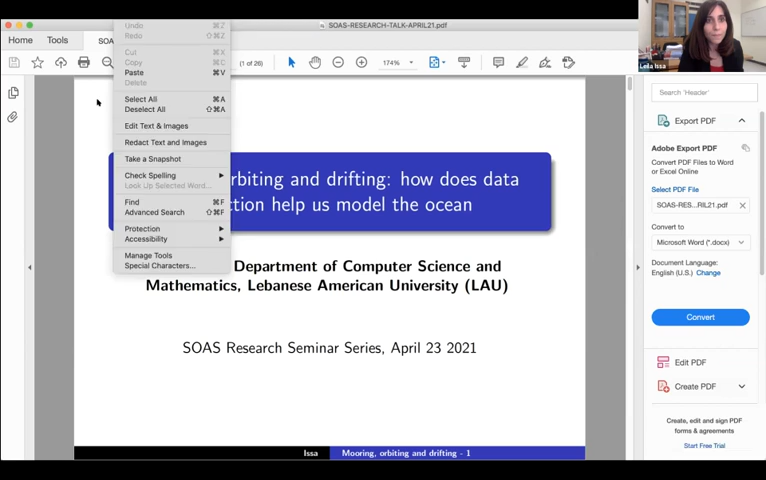 SOAS-RESEARCH-TALK-APRIL21.pdf
Home Tools SOA
Undo ⌘Z
Redo ⇧⌘Z
Cut ⌘X
Copy ⌘C
Paste ⌘V
Delete
Select All ⌘A
Deselect All ⇧⌘A
Edit Text & Images
Redact Text and Images
Take a Snapshot
Check Spelling
Look Up Selected Word...
Find ⌘F
Advanced Search ⇧⌘F
Protection
Accessibility
Manage Tools
Special Characters...
(1 of 26)
174%
rbiting and drifting: how does data
ction help us model the ocean
Department of Computer Science and
Mathematics, Lebanese American University (LAU)
SOAS Research Seminar Series, April 23 2021
Issa Mooring, orbiting and drifting - 1
Leila Issa
Search 'Header'
Export PDF
Adobe Export PDF
Convert PDF Files to Word
or Excel Online
Select PDF File
SOAS-RES...RIL21.pdf
Convert to
Microsoft Word (*.docx)
Document Language:
English (U.S.) Change
Convert
Edit PDF
Create PDF
Create, edit and sign PDF
forms & agreements
Start Free Trial